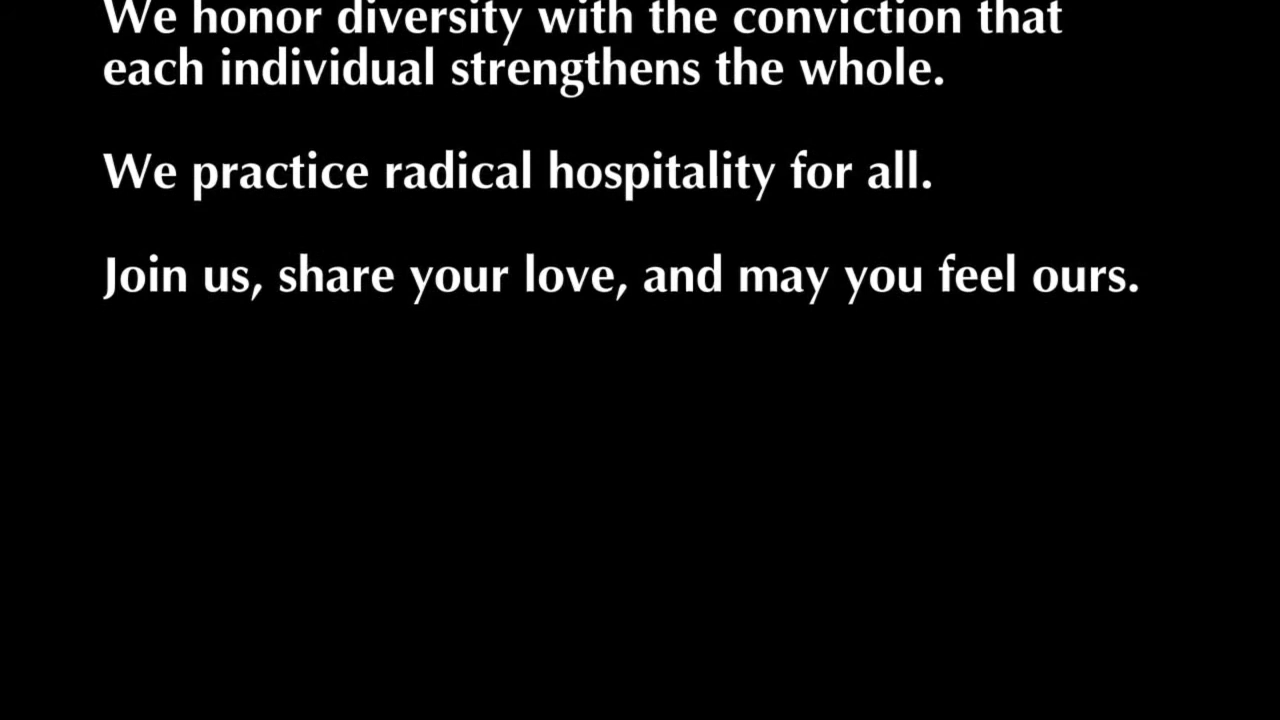 We honor diversity with the conviction that
each individual strengthens the whole.
We practice radical hospitality for all.
Join us, share your love, and may you feel ours.